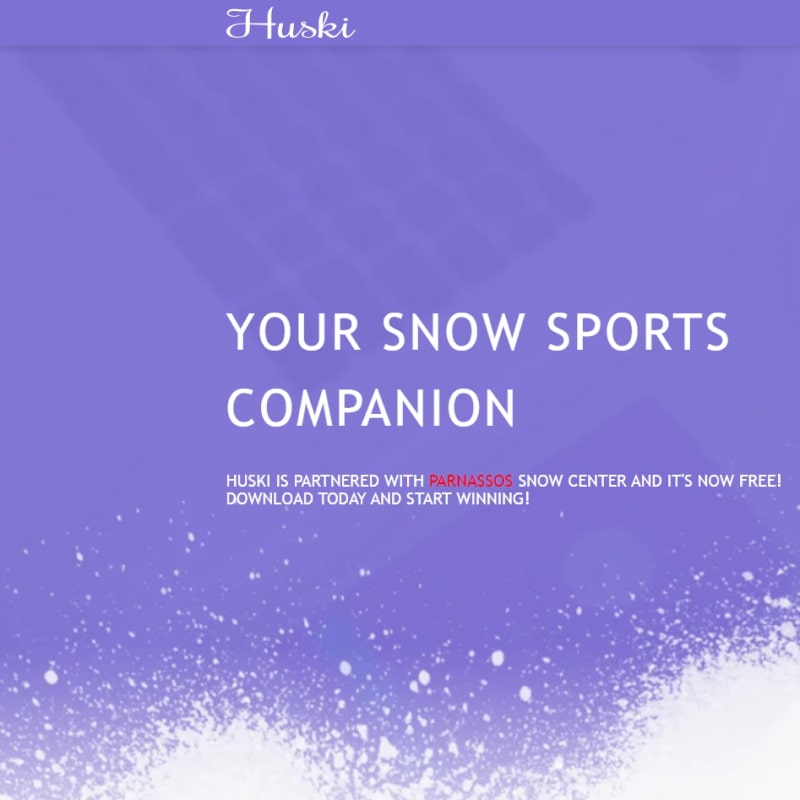 Huski
YOUR SNOW SPORTS
COMPANION
HUSKI IS PARTNERED WITH PARNASSOS SNOW CENTER AND IT'S NOW FREE!
DOWNLOAD TODAY AND START WINNING!